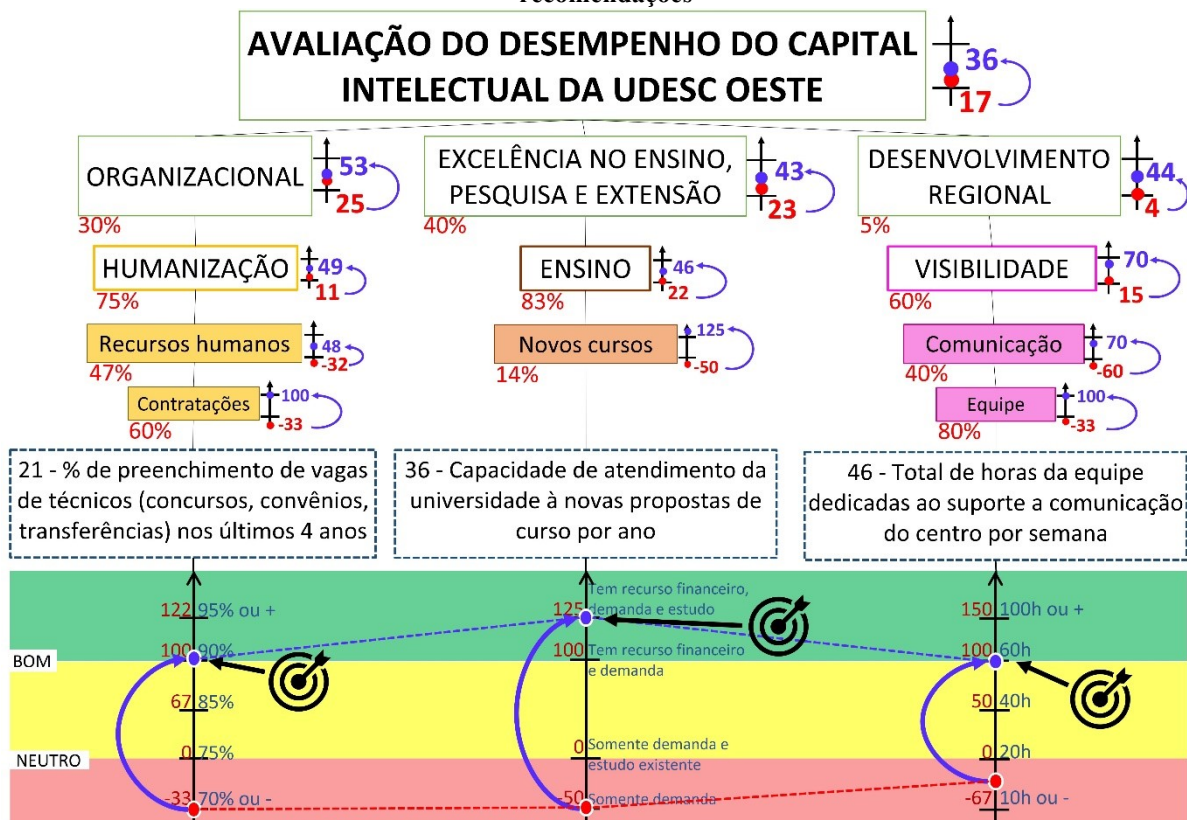 recomendações
AVALIAÇÃO DO DESEMPENHO DO CAPITAL
INTELECTUAL DA UDESC OESTE
36
17
ORGANIZACIONAL
30%
53
25
EXCELÊNCIA NO ENSINO,
PESQUISA E EXTENSÃO
40%
43
23
DESENVOLVIMENTO
REGIONAL
5%
44
4
HUMANIZAÇÃO
75%
49
11
ENSINO
83%
46
22
VISIBILIDADE
60%
70
15
Recursos humanos
47%
48
-32
Novos cursos
14%
125
-50
Comunicação
40%
70
-60
Contratações
60%
100
-33
Equipe
80%
100
-33
21 - % de preenchimento de vagas
de técnicos (concursos, convênios,
transferências) nos últimos 4 anos
36 - Capacidade de atendimento da
universidade à novas propostas de
curso por ano
46 - Total de horas da equipe
dedicadas ao suporte a comunicação
do centro por semana
BOM
NEUTRO
122 95% ou +
100 90%
67 85%
0 75%
-33 70% ou -
125 Tem recurso financeiro,
demanda e estudo
100 Tem recurso financeiro
e demanda
0 Somente demanda e
estudo existente
-50 Somente demanda
150 100h ou +
100 60h
50 40h
0 20h
-67 10h ou -